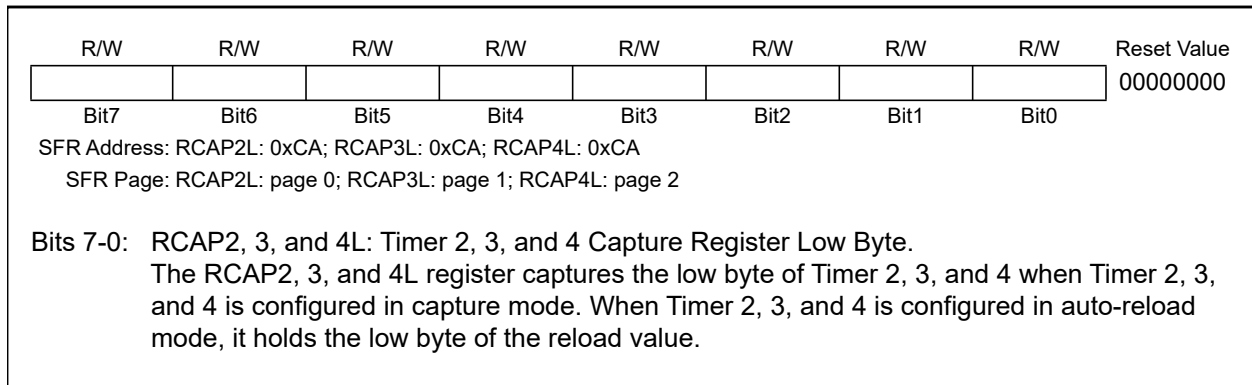 R/W R/W R/W R/W R/W R/W R/W R/W Reset Value
00000000
Bit7 Bit6 Bit5 Bit4 Bit3 Bit2 Bit1 Bit0
SFR Address: RCAP2L: 0xCA; RCAP3L: 0xCA; RCAP4L: 0xCA
SFR Page: RCAP2L: page 0; RCAP3L: page 1; RCAP4L: page 2
Bits 7-0: RCAP2, 3, and 4L: Timer 2, 3, and 4 Capture Register Low Byte.
The RCAP2, 3, and 4L register captures the low byte of Timer 2, 3, and 4 when Timer 2, 3,
and 4 is configured in capture mode. When Timer 2, 3, and 4 is configured in auto-reload
mode, it holds the low byte of the reload value.